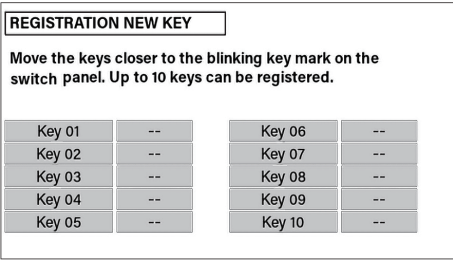 REGISTRATION NEW KEY
Move the keys closer to the blinking key mark on the
switch panel. Up to 10 keys can be registered.
Key 01 -- Key 06 --
Key 02 -- Key 07 --
Key 03 -- Key 08 --
Key 04 -- Key 09 --
Key 05 -- Key 10 --